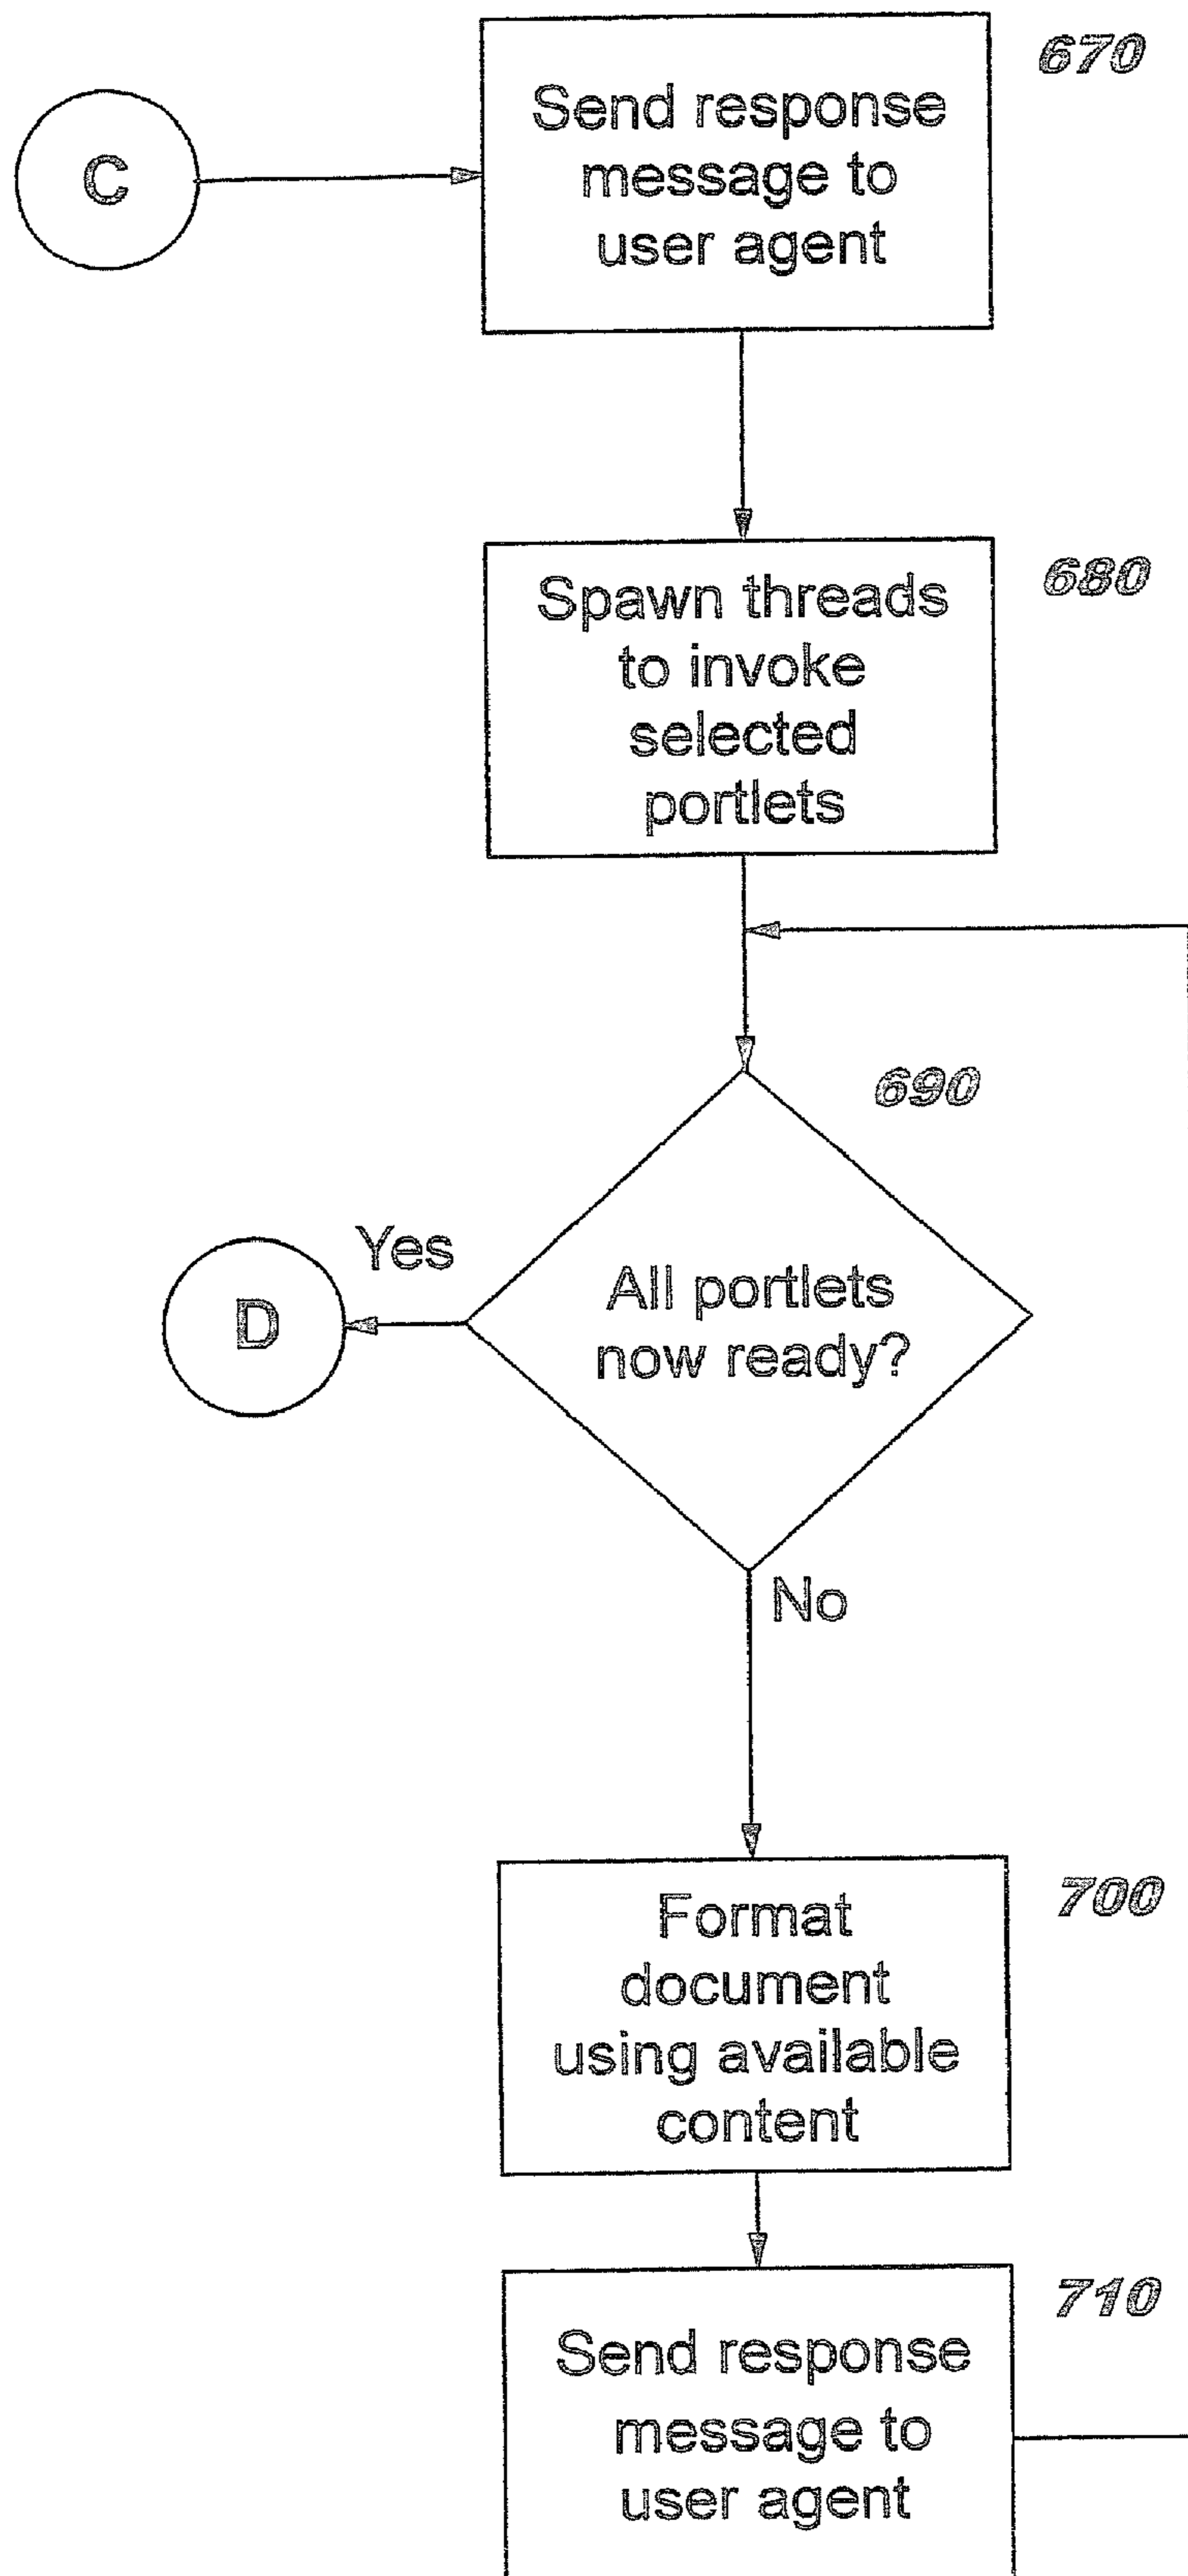 670
C
Send response
message to
user agent
680
Spawn threads
to invoke
selected
portlets
690
Yes
D
All portlets
now ready?
No
700
Format
document
using available
content
710
Send response
message to
user agent